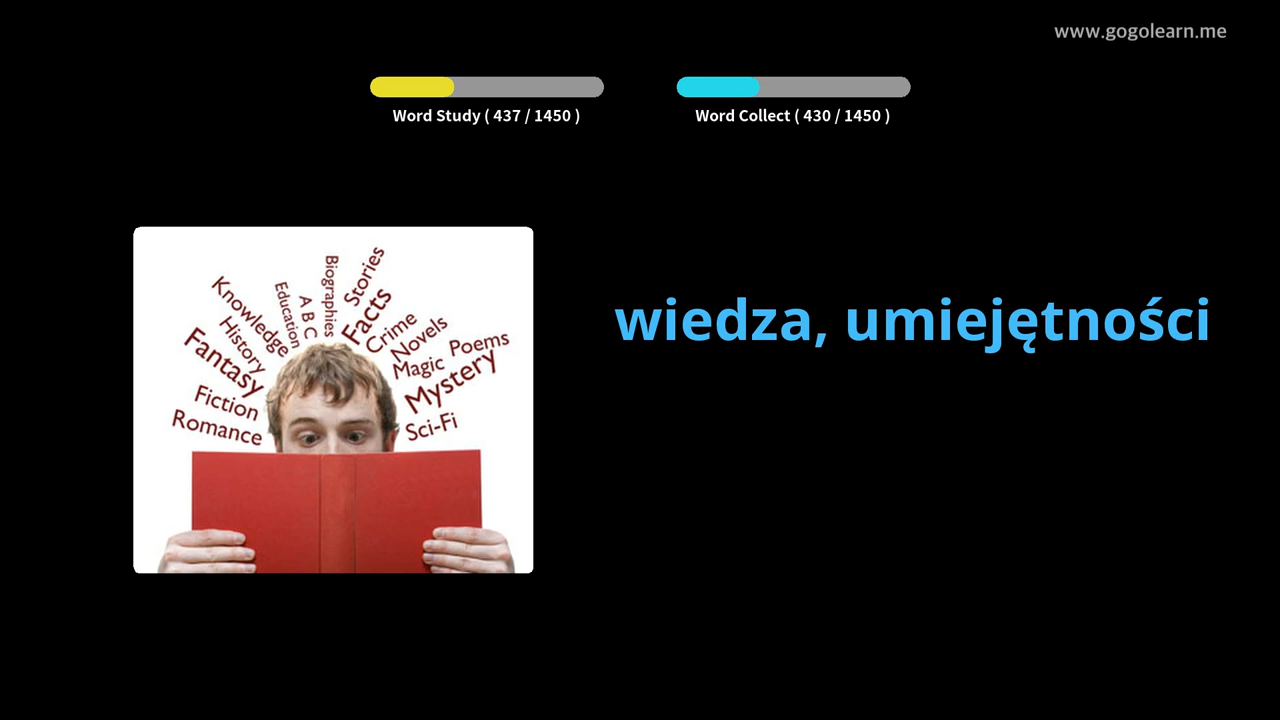 www.gogolearn.me
Word Study ( 437 / 1450 )
Word Collect ( 430 / 1450 )
wiedza, umiejętności
Knowledge
History
Fantasy
Fiction
Romance
Education
A B C
Biographies
Stories
Facts
Crime
Novels
Magic
Poems
Mystery
Sci-Fi